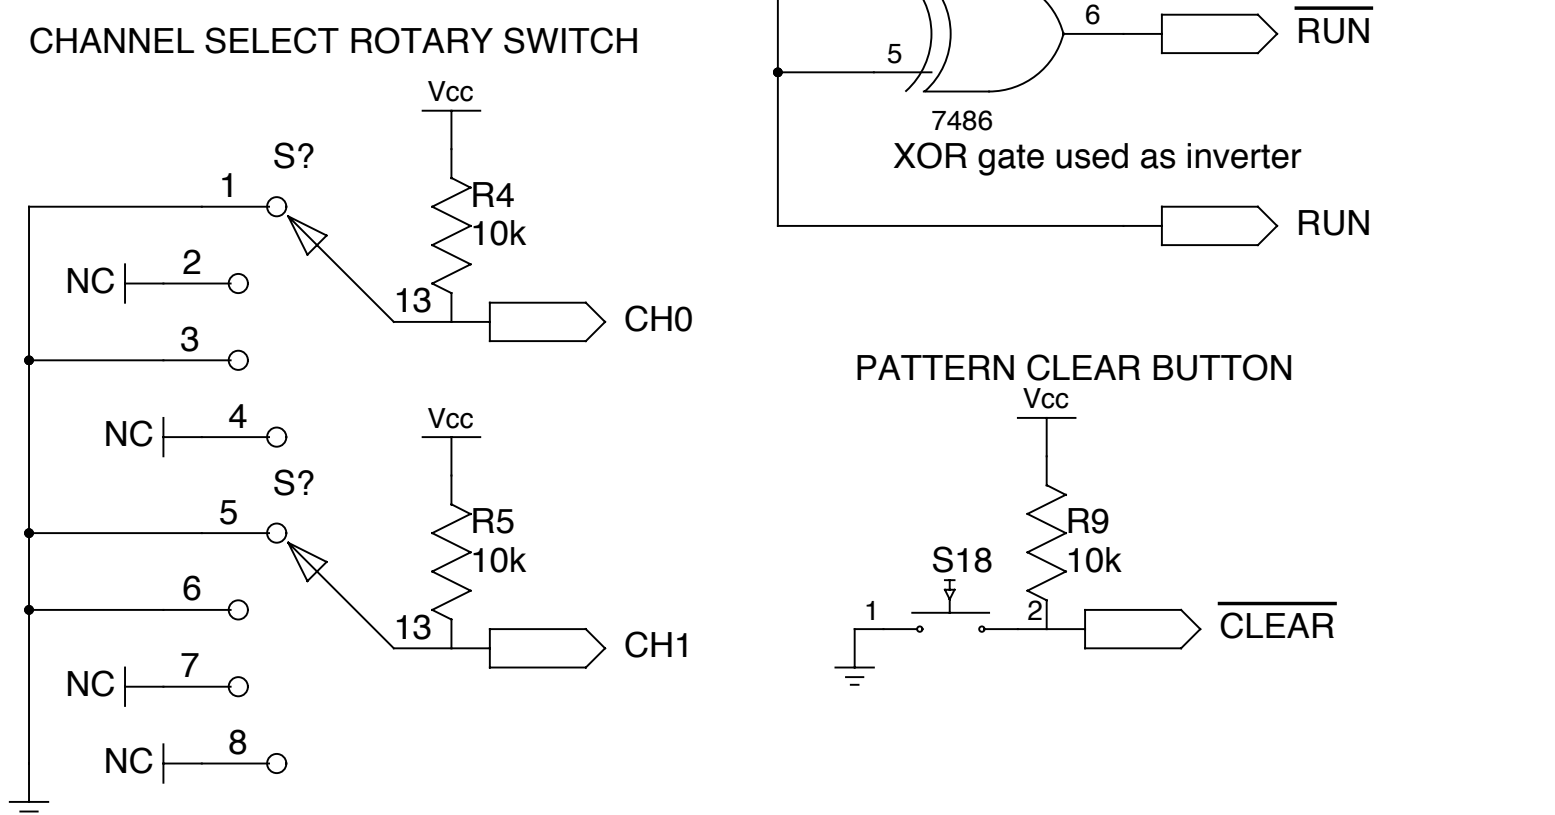 CHANNEL SELECT ROTARY SWITCH
Vcc
S?
1
R4
10k
NC 2
13
CH0
3
NC 4
Vcc
S?
5
R5
10k
6
13
CH1
NC 7
NC 8
6
RUN
5
7486
XOR gate used as inverter
RUN
PATTERN CLEAR BUTTON
Vcc
R9
10k
S18
1
2
CLEAR